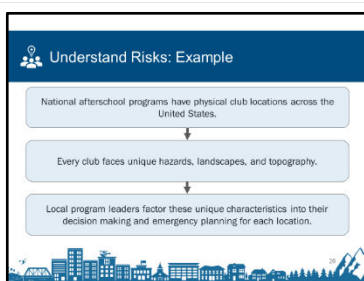 Understand Risks: Example
National afterschool programs have physical club locations across the
United States.
Every club faces unique hazards, landscapes, and topography.
Local program leaders factor these unique characteristics into their
decision making and emergency planning for each location.